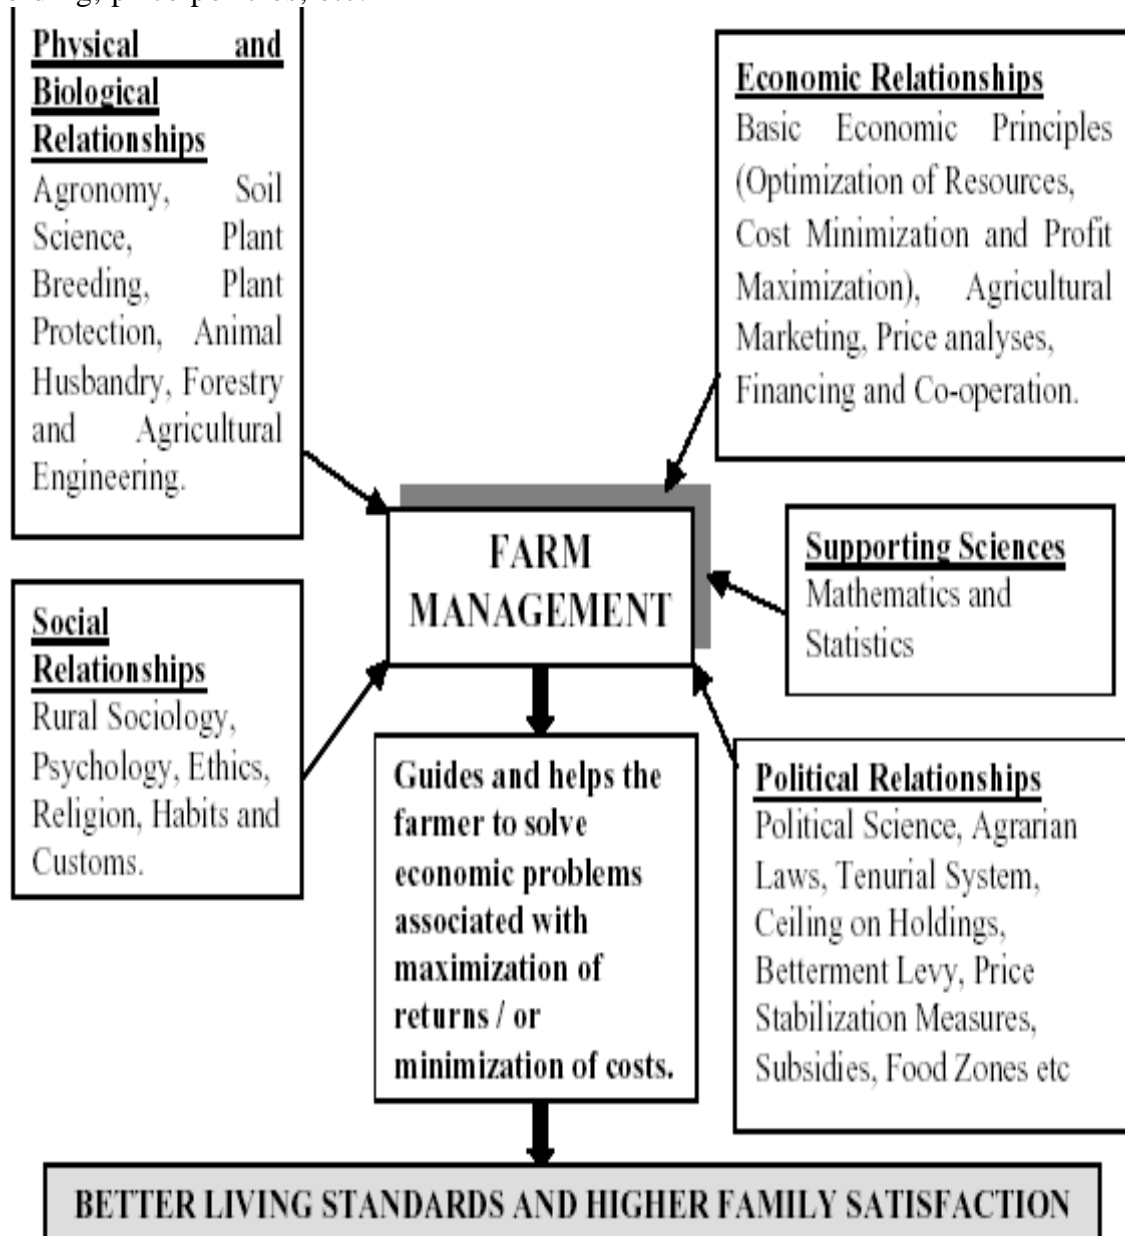 Physical and
Biological
Relationships
Agronomy, Soil
Science, Plant
Breeding, Plant
Protection, Animal
Husbandry, Forestry
and Agricultural
Engineering.
Economic Relationships
Basic Economic Principles
(Optimization of Resources,
Cost Minimization and Profit
Maximization), Agricultural
Marketing, Price analyses,
Financing and Co-operation.
FARM
MANAGEMENT
Supporting Sciences
Mathematics and
Statistics
Social
Relationships
Rural Sociology,
Psychology, Ethics,
Religion, Habits and
Customs.
Guides and helps the
farmer to solve
economic problems
associated with
maximization of
returns / or
minimization of costs.
Political Relationships
Political Science, Agrarian
Laws, Tenurial System,
Ceiling on Holdings,
Betterment Levy, Price
Stabilization Measures,
Subsidies, Food Zones etc
BETTER LIVING STANDARDS AND HIGHER FAMILY SATISFACTION